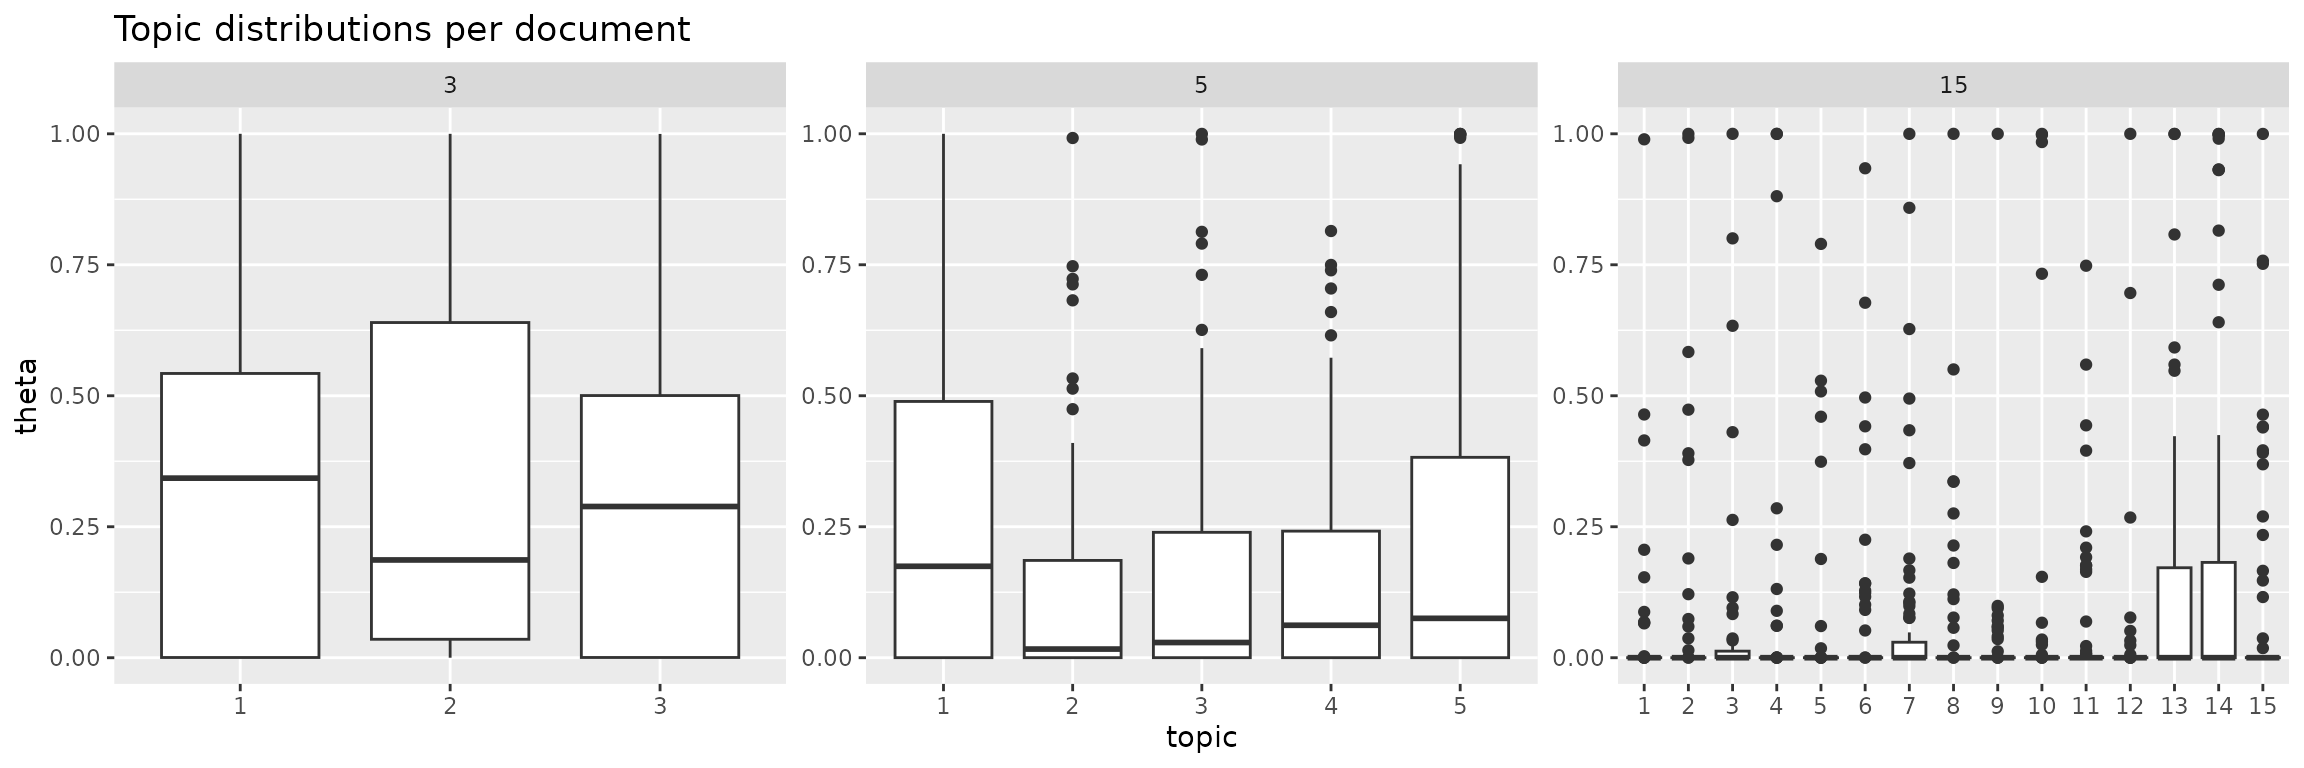 Topic distributions per document
3 5 15
theta
1.00 1.00 1.00
0.75 0.75 0.75
0.50 0.50 0.50
0.25 0.25 0.25
0.00 0.00 0.00
1 2 3 1 2 3 4 5 1 2 3 4 5 6 7 8 9 10 11 12 13 14 15
topic